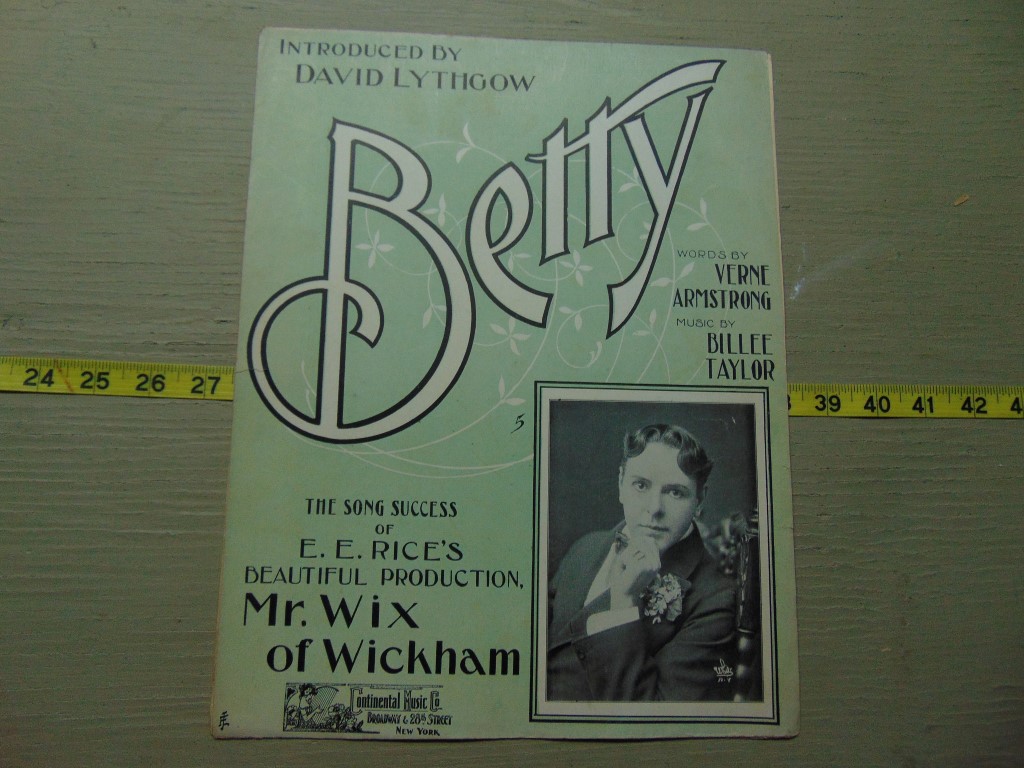 INTRODUCED BY
DAVID LYTHGOW
Betty
WORDS BY
VERNE
ARMSTRONG
MUSIC BY
BILLEE
TAYLOR
24 25 26 27
39 40 41 42 4
5
THE SONG SUCCESS
OF
E. E. RICE'S
BEAUTIFUL PRODUCTION,
Mr. Wix
of Wickham
Continental Music Co.
BROADWAY & 28th STREET
NEW YORK